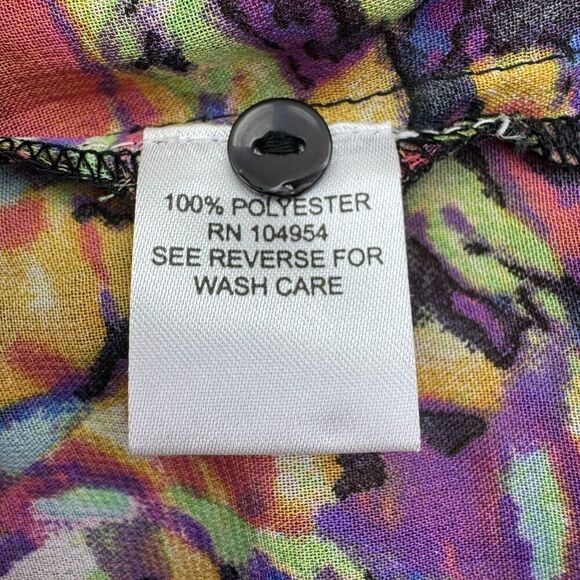 100% POLYESTER
RN 104954
SEE REVERSE FOR
WASH CARE